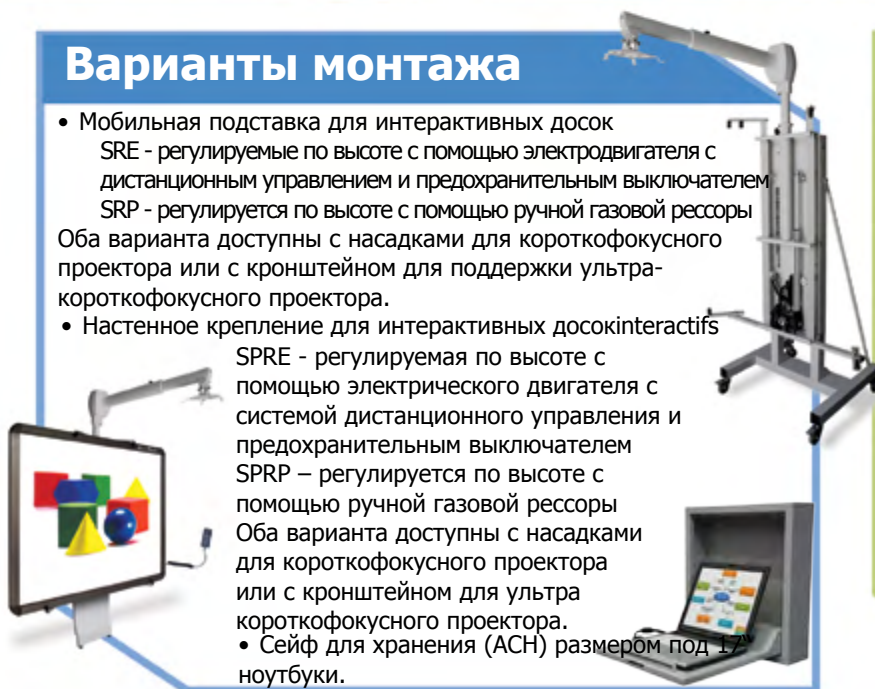 Варианты монтажа
• Мобильная подставка для интерактивных досок
SRE - регулируемые по высоте с помощью электродвигателя с
дистанционным управлением и предохранительным выключателем
SRP - регулируется по высоте с помощью ручной газовой рессоры
Оба варианта доступны с насадками для короткофокусного
проектора или с кронштейном для поддержки ультра-
короткофокусного проектора.
• Настенное крепление для интерактивных досокinteractifs
SPRE - регулируемая по высоте с
помощью электрического двигателя с
системой дистанционного управления и
предохранительным выключателем
SPRP – регулируется по высоте с
помощью ручной газовой рессоры
Оба варианта доступны с насадками
для короткофокусного проектора
или с кронштейном для ультра
короткофокусного проектора.
• Сейф для хранения (ACH) размером под 17"
ноутбуки.